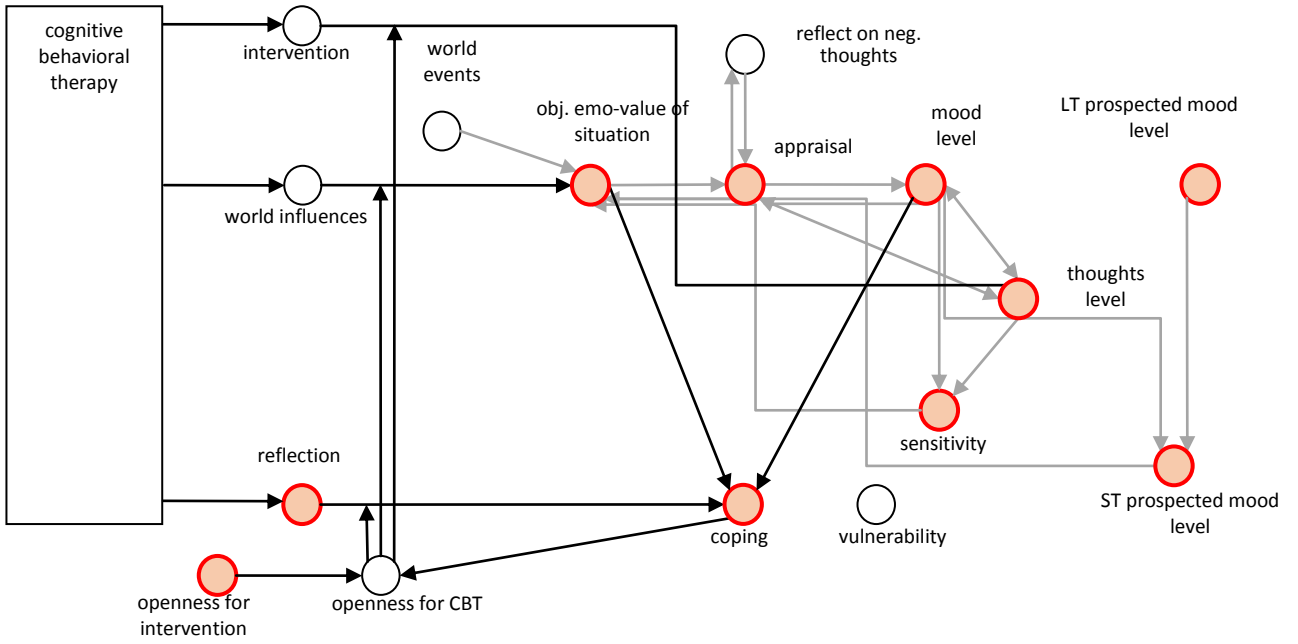 cognitive
behavioral
therapy
intervention
world
events
reflect on neg.
thoughts
obj. emo-value of
situation
appraisal
mood
level
LT prospected mood
level
world influences
thoughts
level
sensitivity
reflection
ST prospected mood
level
coping
vulnerability
openness for
intervention
openness for CBT